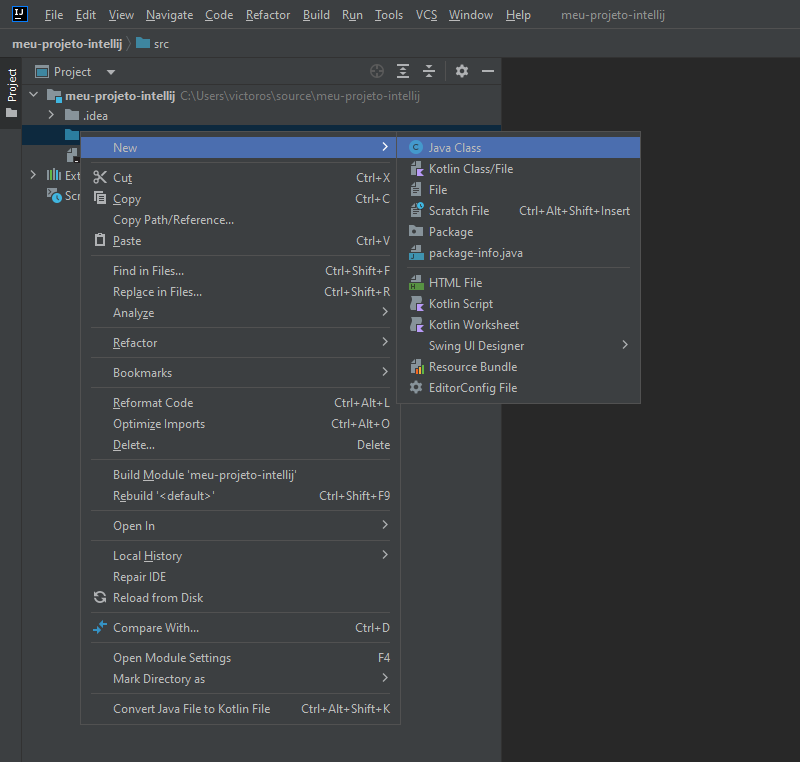 IJ
File Edit View Navigate Code Refactor Build Run Tools VCS Window Help meu-projeto-intellij
meu-projeto-intellij src
Project
Project
meu-projeto-intellij C:\Users\victoros\source\meu-projeto-intellij
.idea
Ext
Scr
New
Cut Ctrl+X
Copy Ctrl+C
Copy Path/Reference...
Paste Ctrl+V
Find in Files... Ctrl+Shift+F
Replace in Files... Ctrl+Shift+R
Analyze
Refactor
Bookmarks
Reformat Code Ctrl+Alt+L
Optimize Imports Ctrl+Alt+O
Delete... Delete
Build Module 'meu-projeto-intellij'
Rebuild '<default>' Ctrl+Shift+F9
Open In
Local History
Repair IDE
Reload from Disk
Compare With... Ctrl+D
Open Module Settings F4
Mark Directory as
Convert Java File to Kotlin File Ctrl+Alt+Shift+K
Java Class
Kotlin Class/File
File
Scratch File Ctrl+Alt+Shift+Insert
Package
package-info.java
HTML File
Kotlin Script
Kotlin Worksheet
Swing UI Designer
Resource Bundle
EditorConfig File